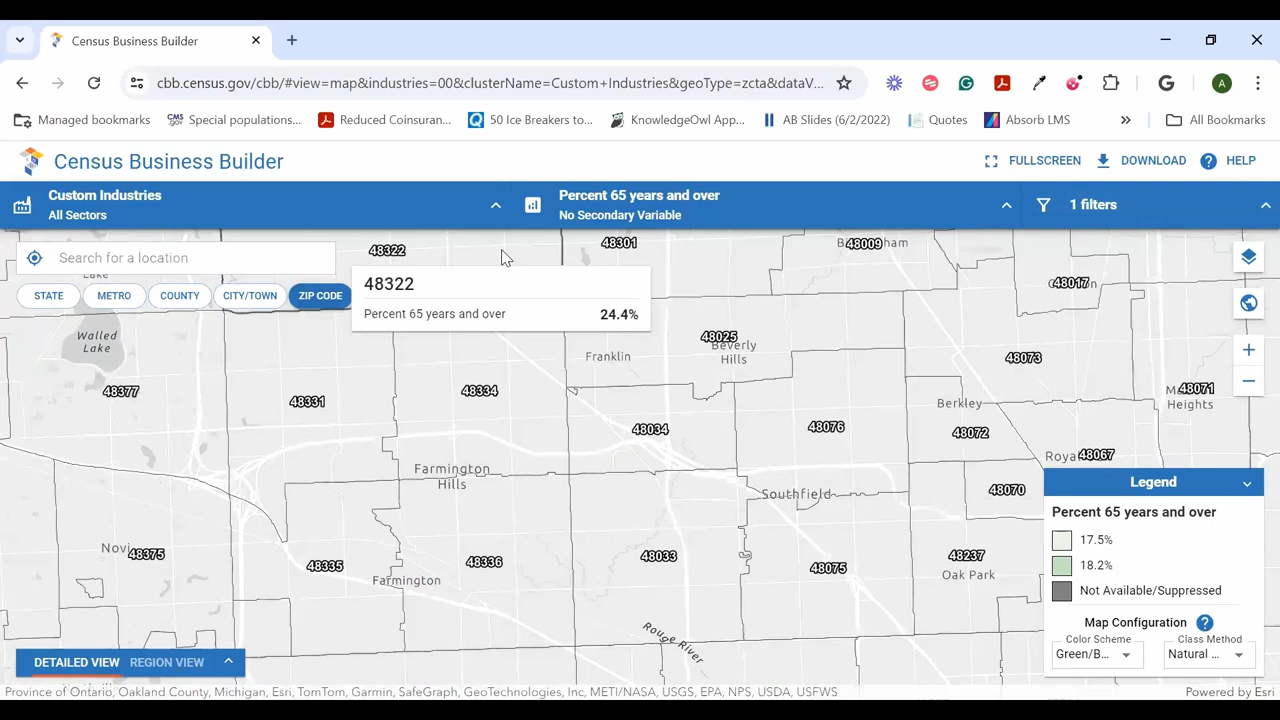 Census Business Builder
cbb.census.gov/cbb/#view=map&industries=00&clusterName=Custom+Industries&geoType=zcta&dataV...
G
A
Managed bookmarks
CMS.gov Special populations...
Reduced Coinsuran...
50 Ice Breakers to...
KnowledgeOwl App...
AB Slides (6/2/2022)
Quotes
Absorb LMS
All Bookmarks
Census Business Builder
FULLSCREEN
DOWNLOAD
HELP
Custom Industries
All Sectors
Percent 65 years and over
No Secondary Variable
1 filters
Search for a location
STATE
METRO
COUNTY
CITY/TOWN
ZIP CODE
48322
48301
48009
48322
Percent 65 years and over 24.4%
48017
Lake
Walled
Lake
48025
Beverly
Hills
Franklin
48073
48377
48331
48334
48071
Heights
Berkley
48034
48076
48072
48067
Farmington
Hills
Southfield
48070
Novi
48375
48335
48336
48033
48075
48237
Oak Park
Farmington
Rouge River
Legend
Percent 65 years and over
17.5%
18.2%
Not Available/Suppressed
Map Configuration
Color Scheme
Green/B...
Class Method
Natural ...
DETAILED VIEW
REGION VIEW
Province of Ontario, Oakland County, Michigan, Esri, TomTom, Garmin, SafeGraph, GeoTechnologies, Inc, METI/NASA, USGS, EPA, NPS, USDA, USFWS
Powered by Esri